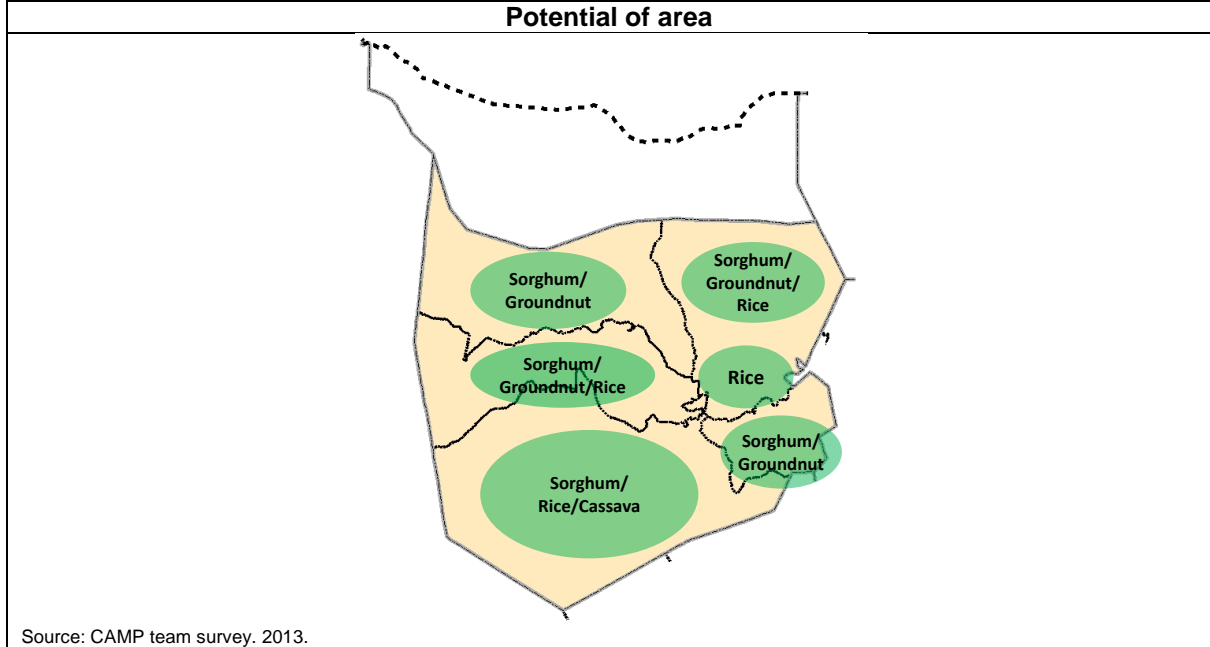 Potential of area
Sorghum/
Groundnut
Sorghum/
Groundnut/
Rice
Sorghum/
Groundnut/Rice
Rice
Sorghum/
Groundnut
Sorghum/
Rice/Cassava
Source: CAMP team survey. 2013.